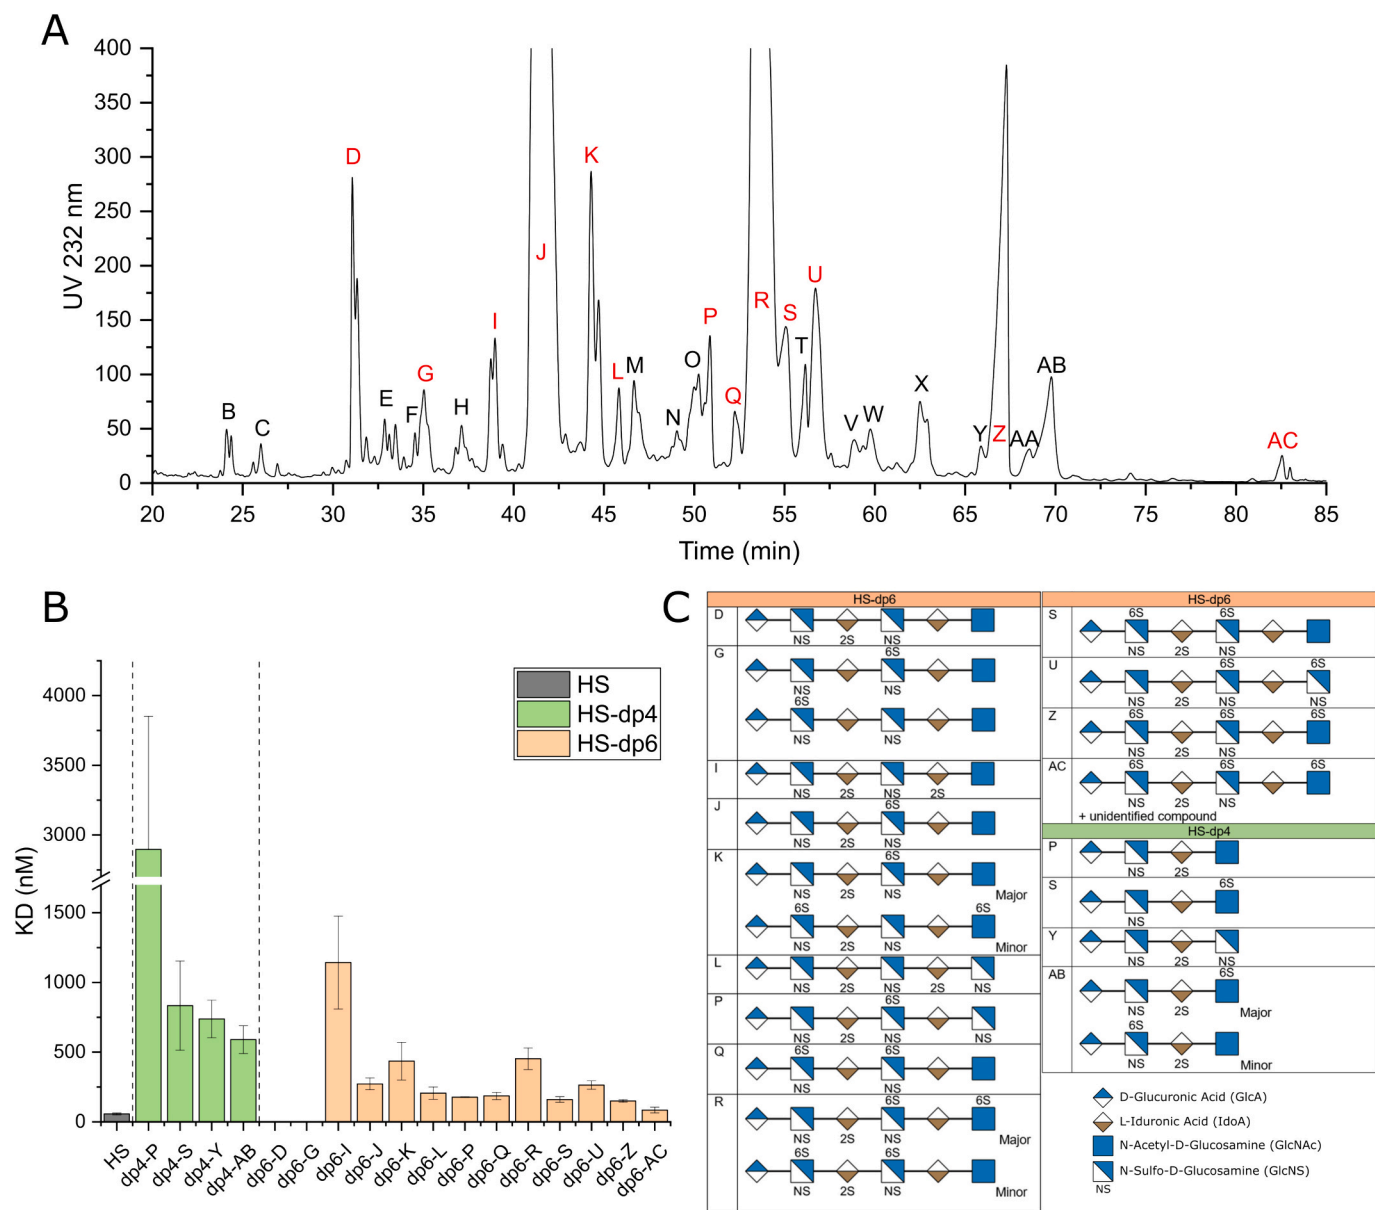 A
400
350
300
250
200
150
100
50
0
UV 232 nm
B
C
D
E
F
G
H
I
J
K
L
M
N
O
P
Q
R
S
T
U
V
W
X
Y
Z
AA
AB
AC
20 25 30 35 40 45 50 55 60 65 70 75 80 85
Time (min)
B
KD (nM)
4000
3500
3000
1500
1000
500
0
HS
HS-dp4
HS-dp6
HS dp4-P dp4-S dp4-Y dp4-AB dp6-D dp6-G dp6-I dp6-J dp6-K dp6-L dp6-P dp6-Q dp6-R dp6-S dp6-U dp6-Z dp6-AC
C
HS-dp6
D
NS 2S NS
G
6S
NS NS
6S
NS NS
I
NS 2S NS 2S
J
6S
NS 2S NS
K
6S
NS 2S NS
Major
6S 6S
NS 2S NS
Minor
L
NS 2S NS 2S NS
P
6S
NS 2S NS NS
Q
6S 6S
NS NS
R
6S 6S
NS 2S NS
Major
6S 6S
NS NS
Minor
HS-dp6
S
6S 6S
NS 2S NS
U
6S 6S
NS 2S NS NS
Z
6S 6S 6S
NS 2S NS
AC
6S 6S 6S
NS 2S NS
+ unidentified compound
HS-dp4
P
NS 2S
S
6S
NS
Y
NS 2S NS
AB
6S
NS 2S
Major
6S
NS 2S
Minor
D-Glucuronic Acid (GlcA)
L-Iduronic Acid (IdoA)
N-Acetyl-D-Glucosamine (GlcNAc)
N-Sulfo-D-Glucosamine (GlcNS)
NS